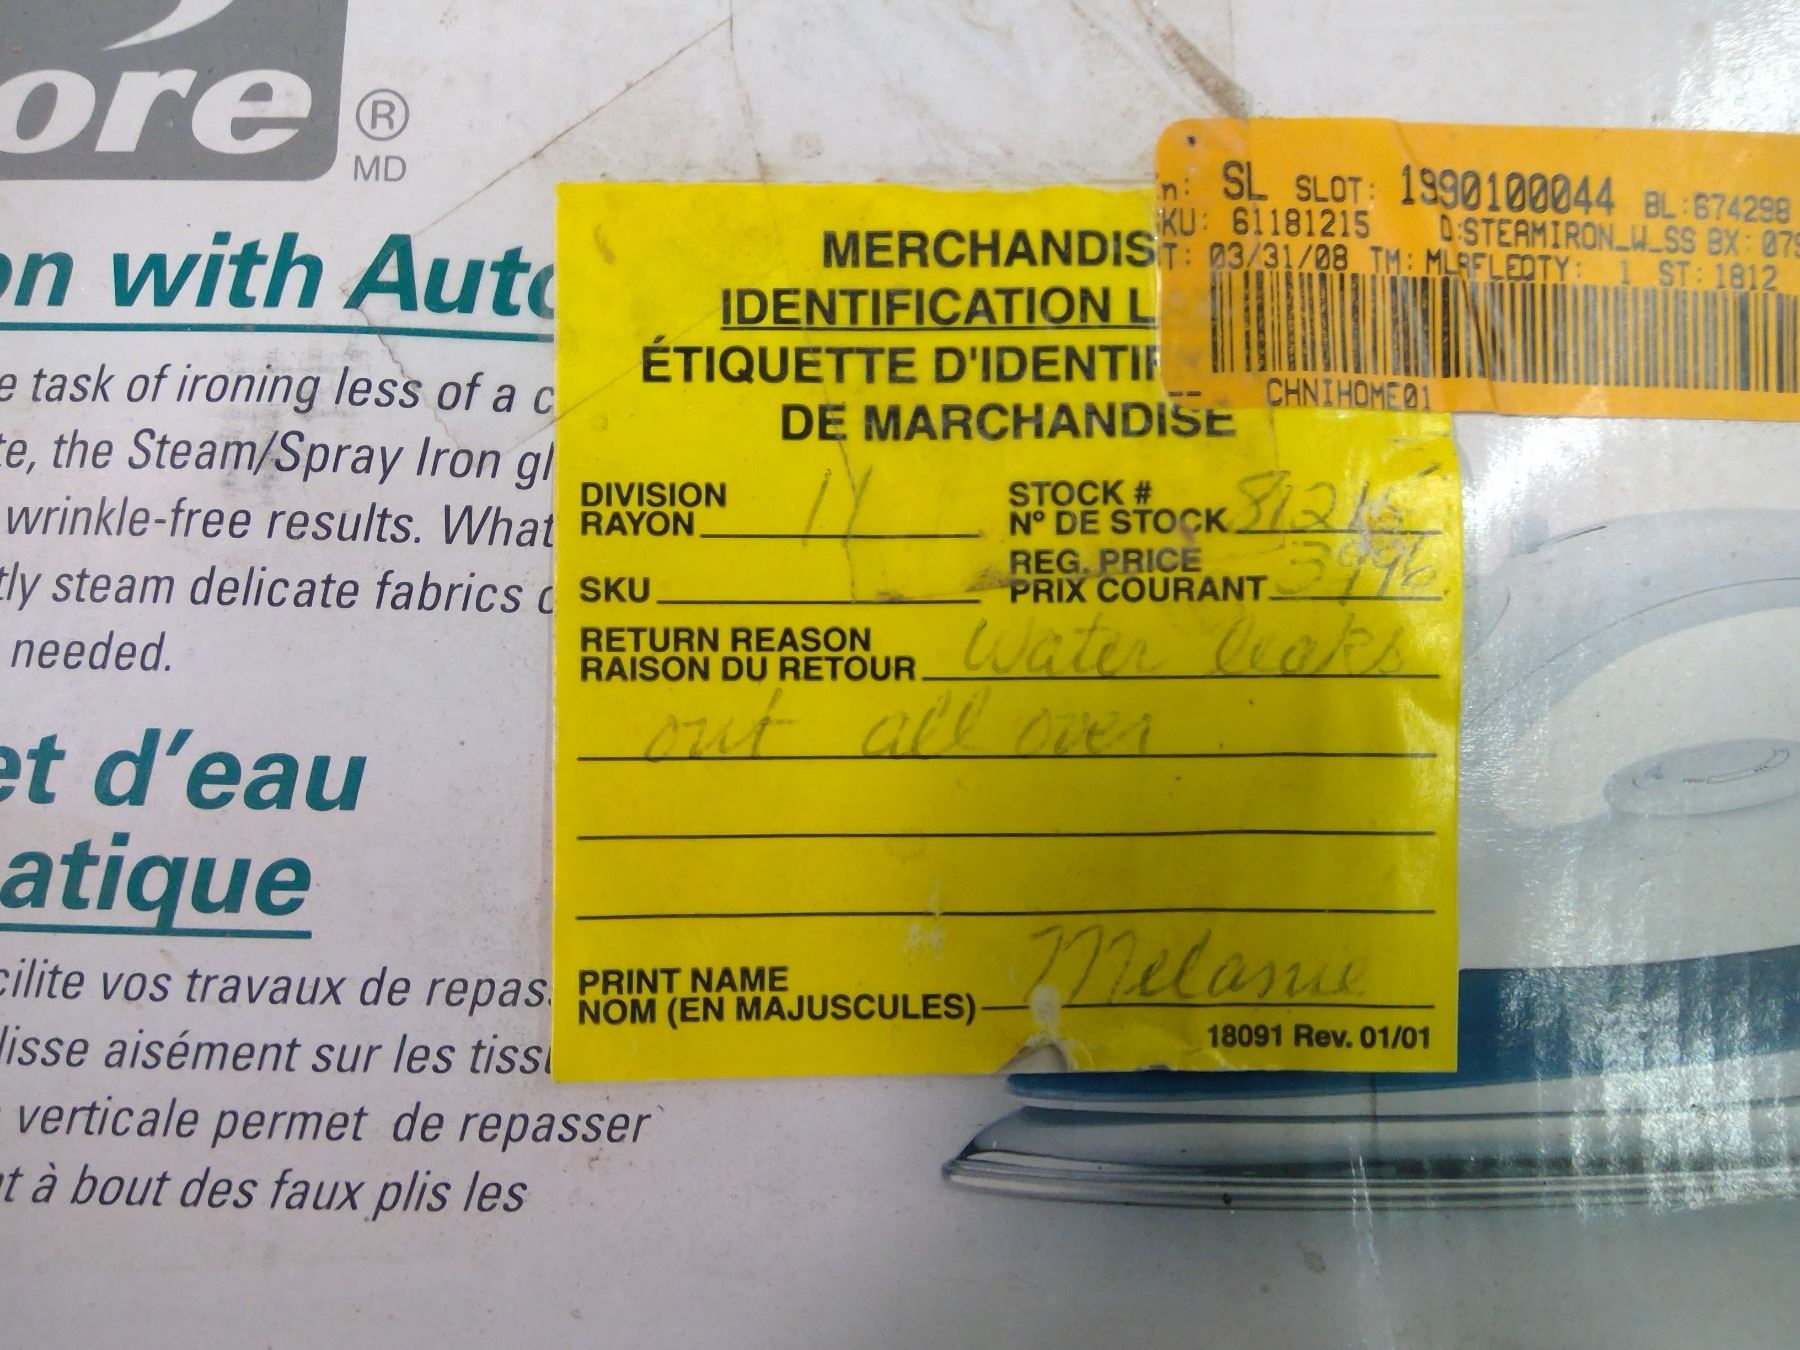 ore ® MD
on with Auto
e task of ironing less of a c
te, the Steam/Spray Iron gl
wrinkle-free results. What
tly steam delicate fabrics c
needed.
et d'eau
atique
cilite vos travaux de repas
lisse aisément sur les tiss
verticale permet de repasser
t à bout des faux plis les
MERCHANDIS
IDENTIFICATION L
ÉTIQUETTE D'IDENTIF
DE MARCHANDISE
DIVISION
RAYON 11
STOCK #
Nº DE STOCK 81215
SKU
REG. PRICE
PRIX COURANT 3996
RETURN REASON
RAISON DU RETOUR Water leaks
out all over
PRINT NAME
NOM (EN MAJUSCULES) Melanie
18091 Rev. 01/01
n: SL SLOT: 1990100044 BL:674298
KU: 61181215 D:STEAMIRON_W_SS BX: 079
T: 03/31/08 TM: QTY: 1 ST: 1812
CHNIHOME01